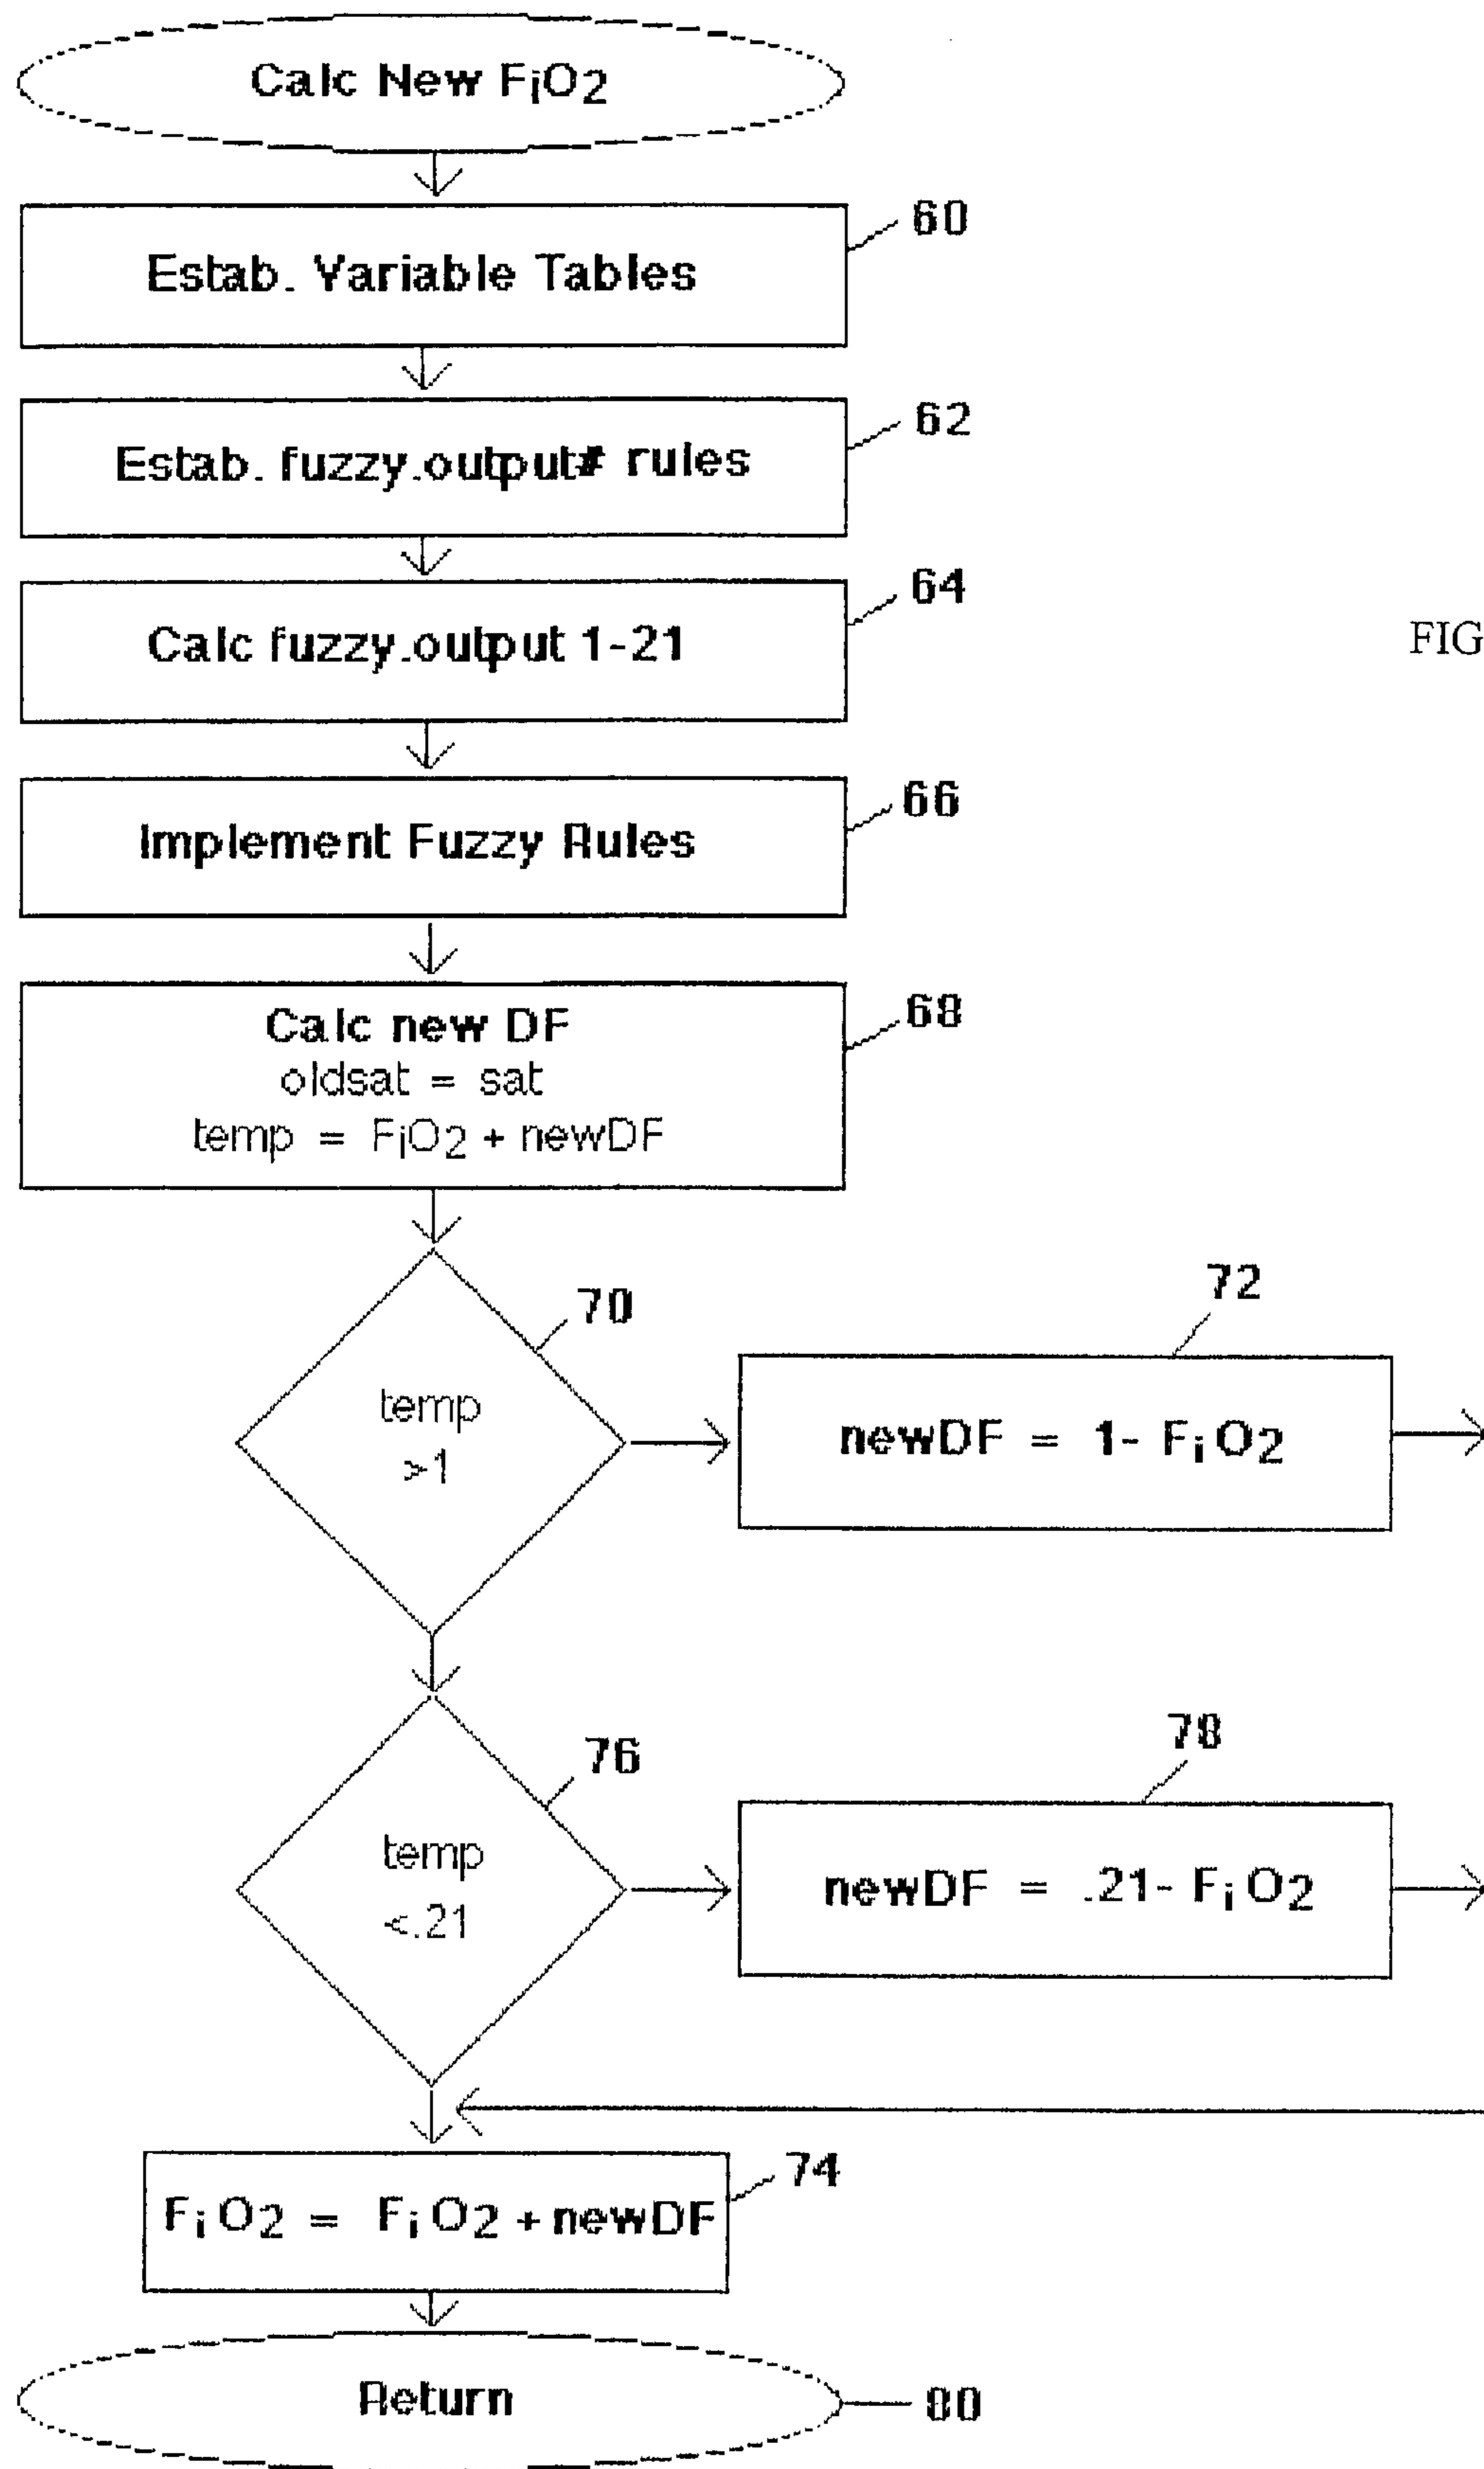 Calc New FiO2
60
Estab. Variable Tables
62
Estab. fuzzy.output# rules
64
Calc fuzzy.output 1-21
FIG
66
Implement Fuzzy Rules
68
Calc new DF
oldsat = sat
temp = FiO2 + newDF
70
temp
>1
72
newDF = 1- FiO2
76
temp
<.21
78
newDF = .21- FiO2
74
FiO2 = FiO2 + newDF
Return
80